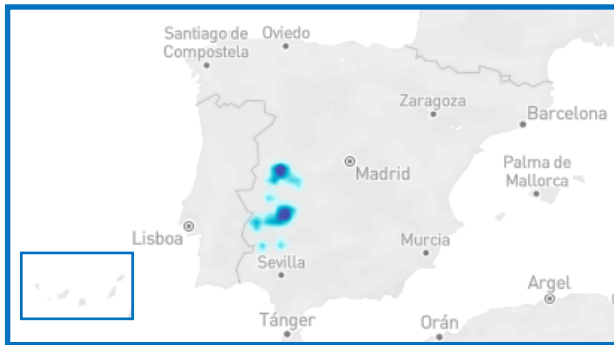 Santiago de
Compostela
Oviedo
Zaragoza
Barcelona
Madrid
Palma de
Mallorca
Lisboa
Murcia
Sevilla
Argel
Tánger
Orán